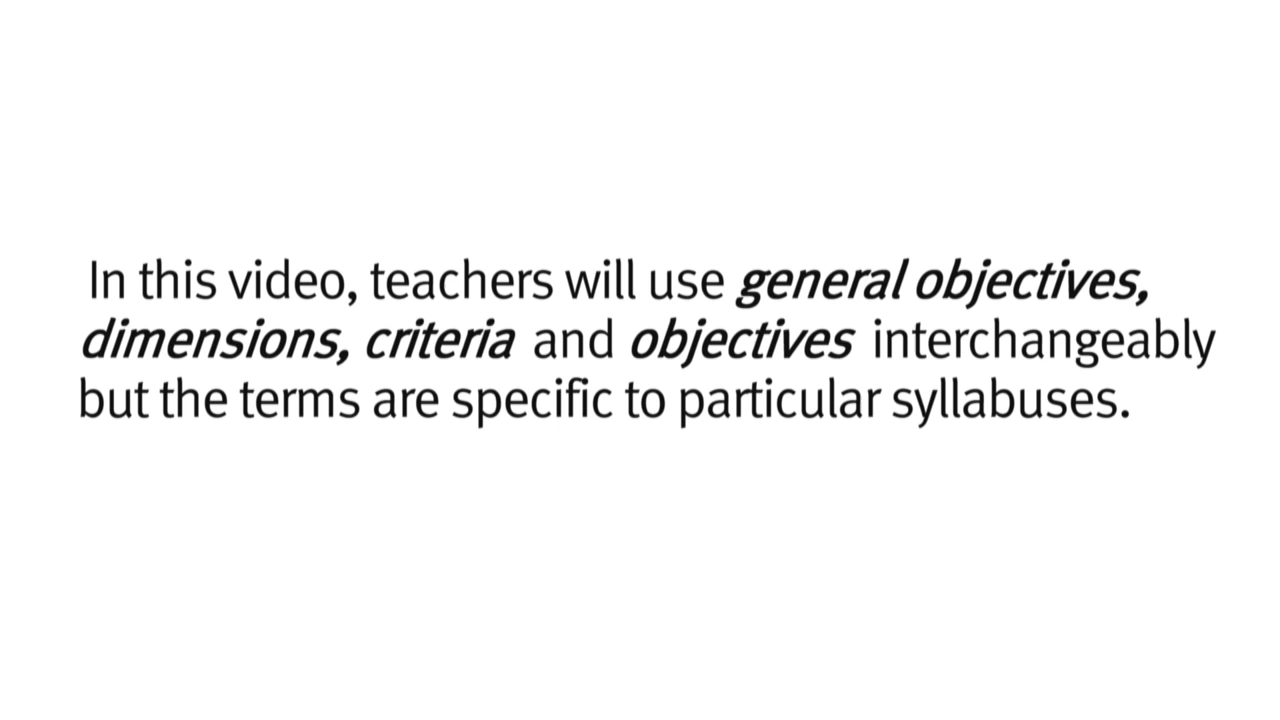 In this video, teachers will use general objectives,
dimensions, criteria and objectives interchangeably
but the terms are specific to particular syllabuses.